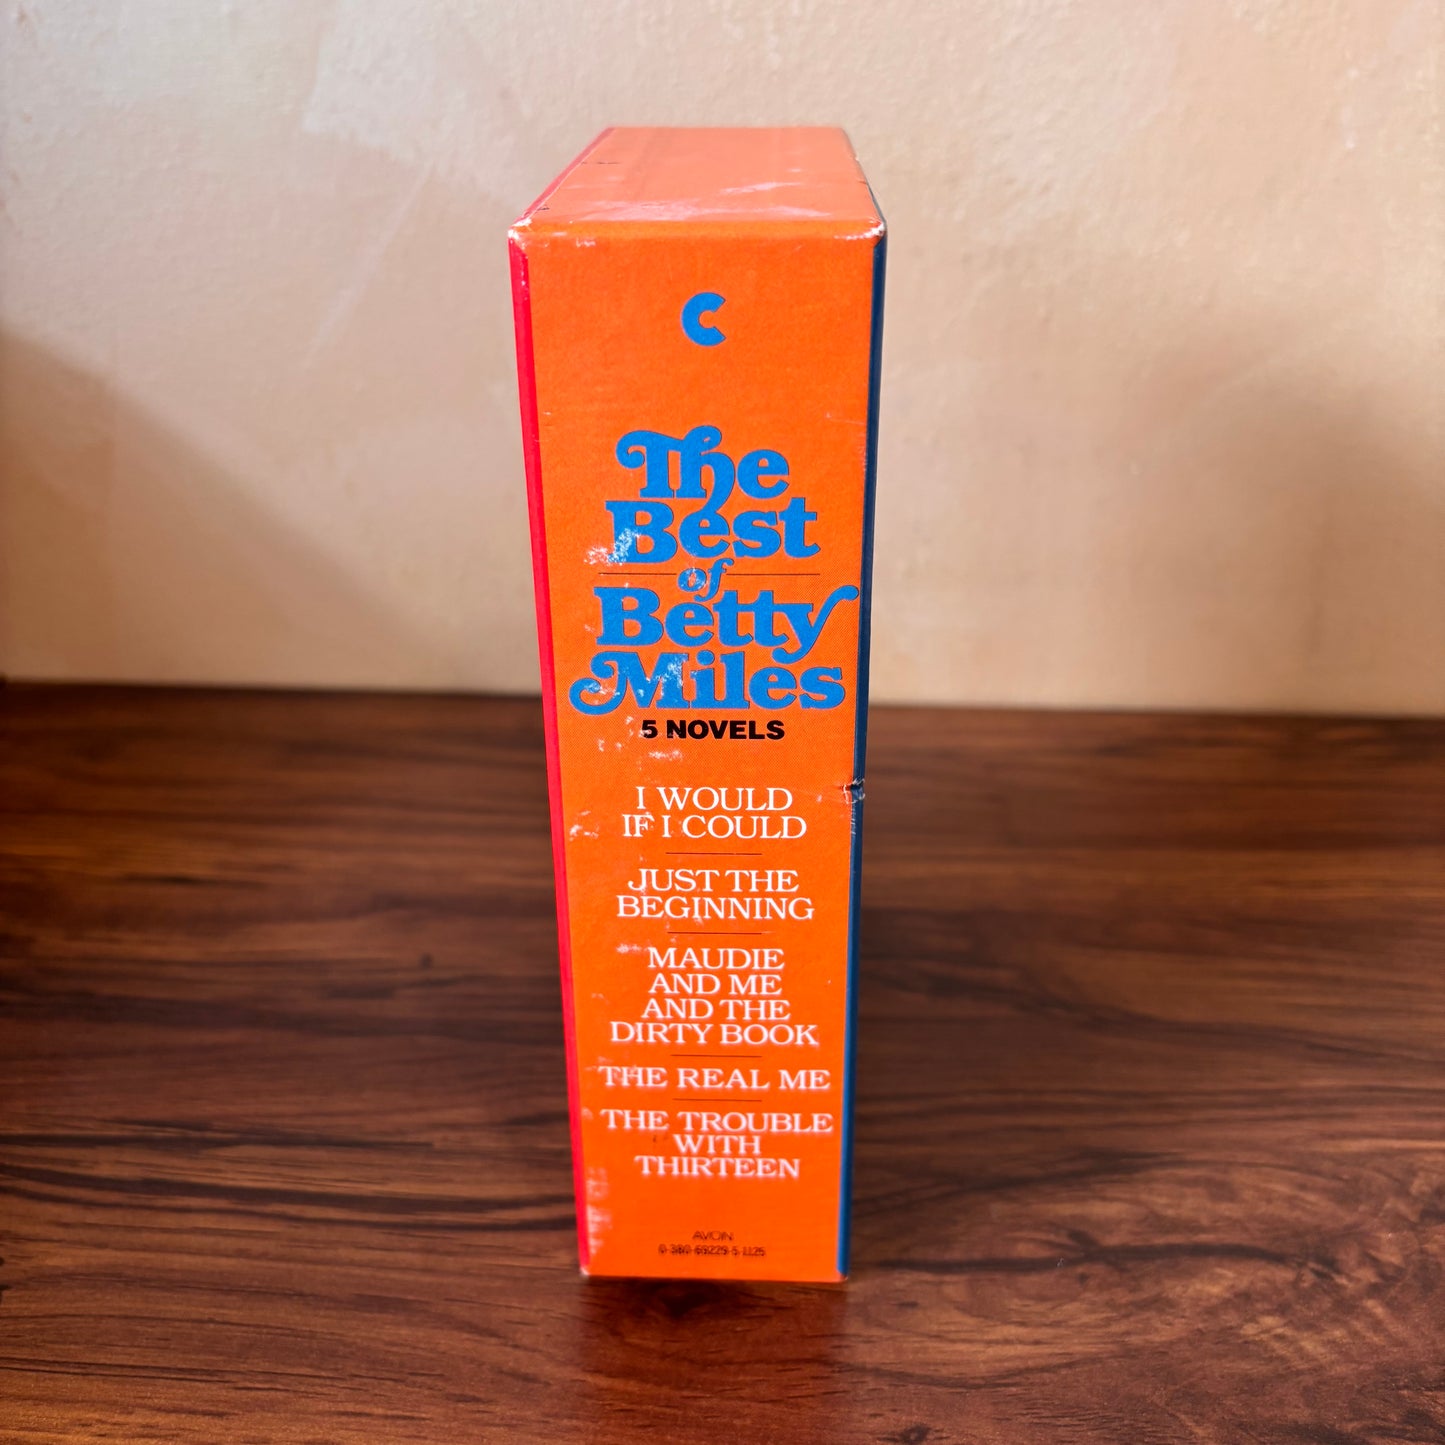 C
The
Best
of
Betty
Miles
5 NOVELS
I WOULD
IF I COULD
JUST THE
BEGINNING
MAUDIE
AND ME
AND THE
DIRTY BOOK
THE REAL ME
THE TROUBLE
WITH
THIRTEEN